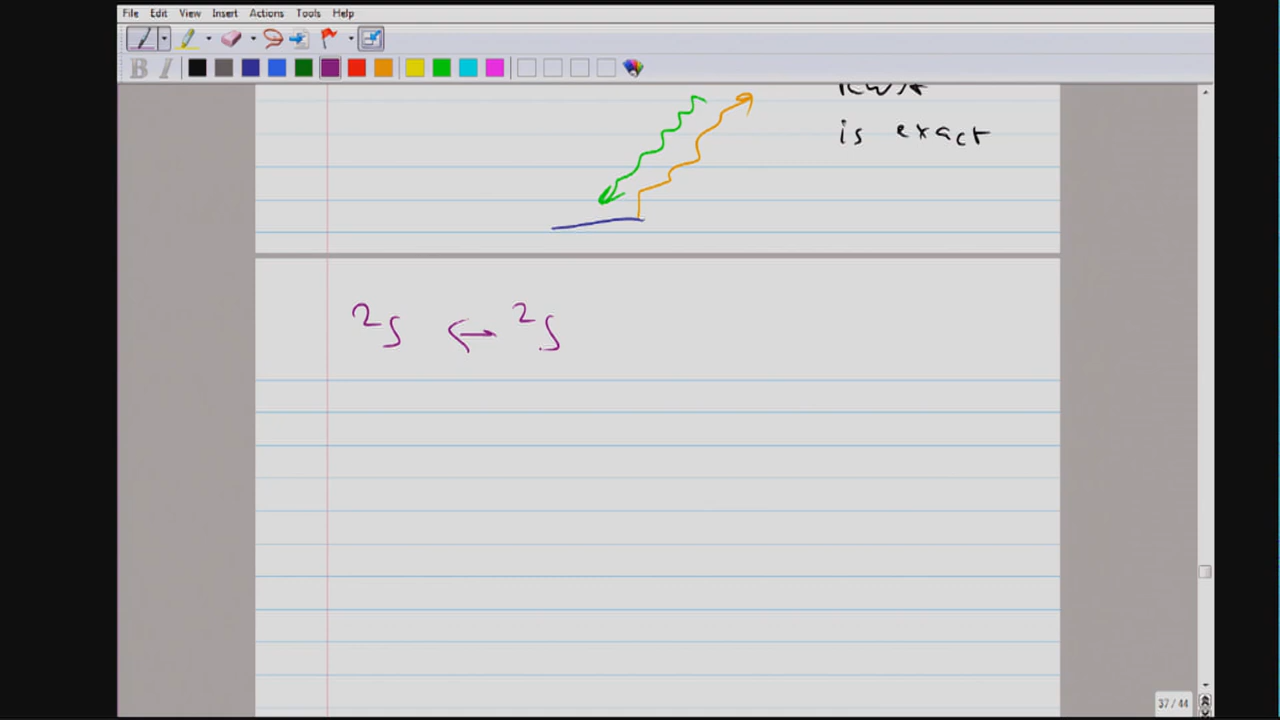 File Edit View Insert Actions Tools Help
B I
is exact
²S ↔ ²S
37 / 44